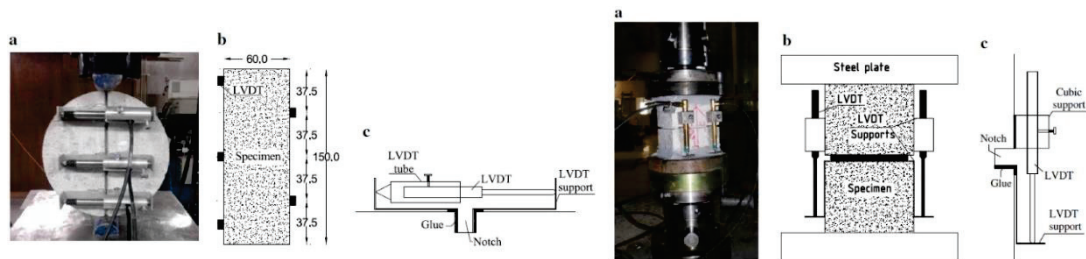 a
b
60,0
LVDT
37,5
37,5
Specimen
150,0
37,5
37,5
c
LVDT
tube
LVDT
LVDT
support
Glue
Notch
a
b
Steel plate
LVDT
LVDT
Supports
Specimen
c
Cubic
support
Notch
Glue
LVDT
LVDT
support